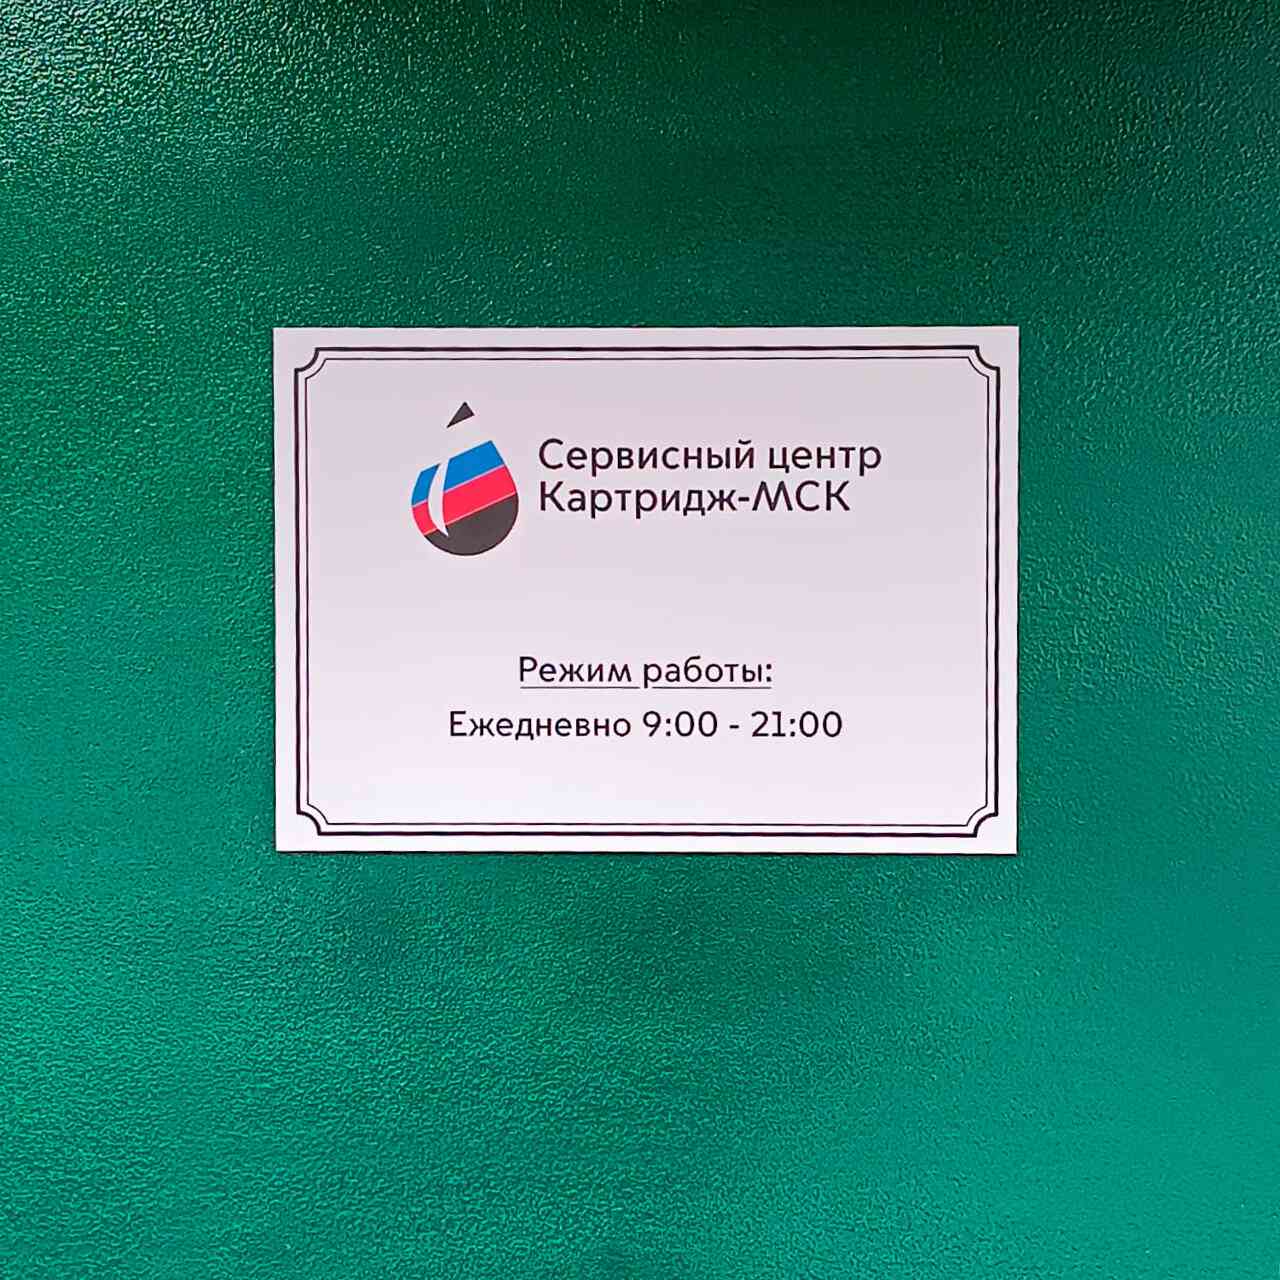 Сервисный центр
Картридж-МСК
Режим работы:
Ежедневно 9:00 - 21:00